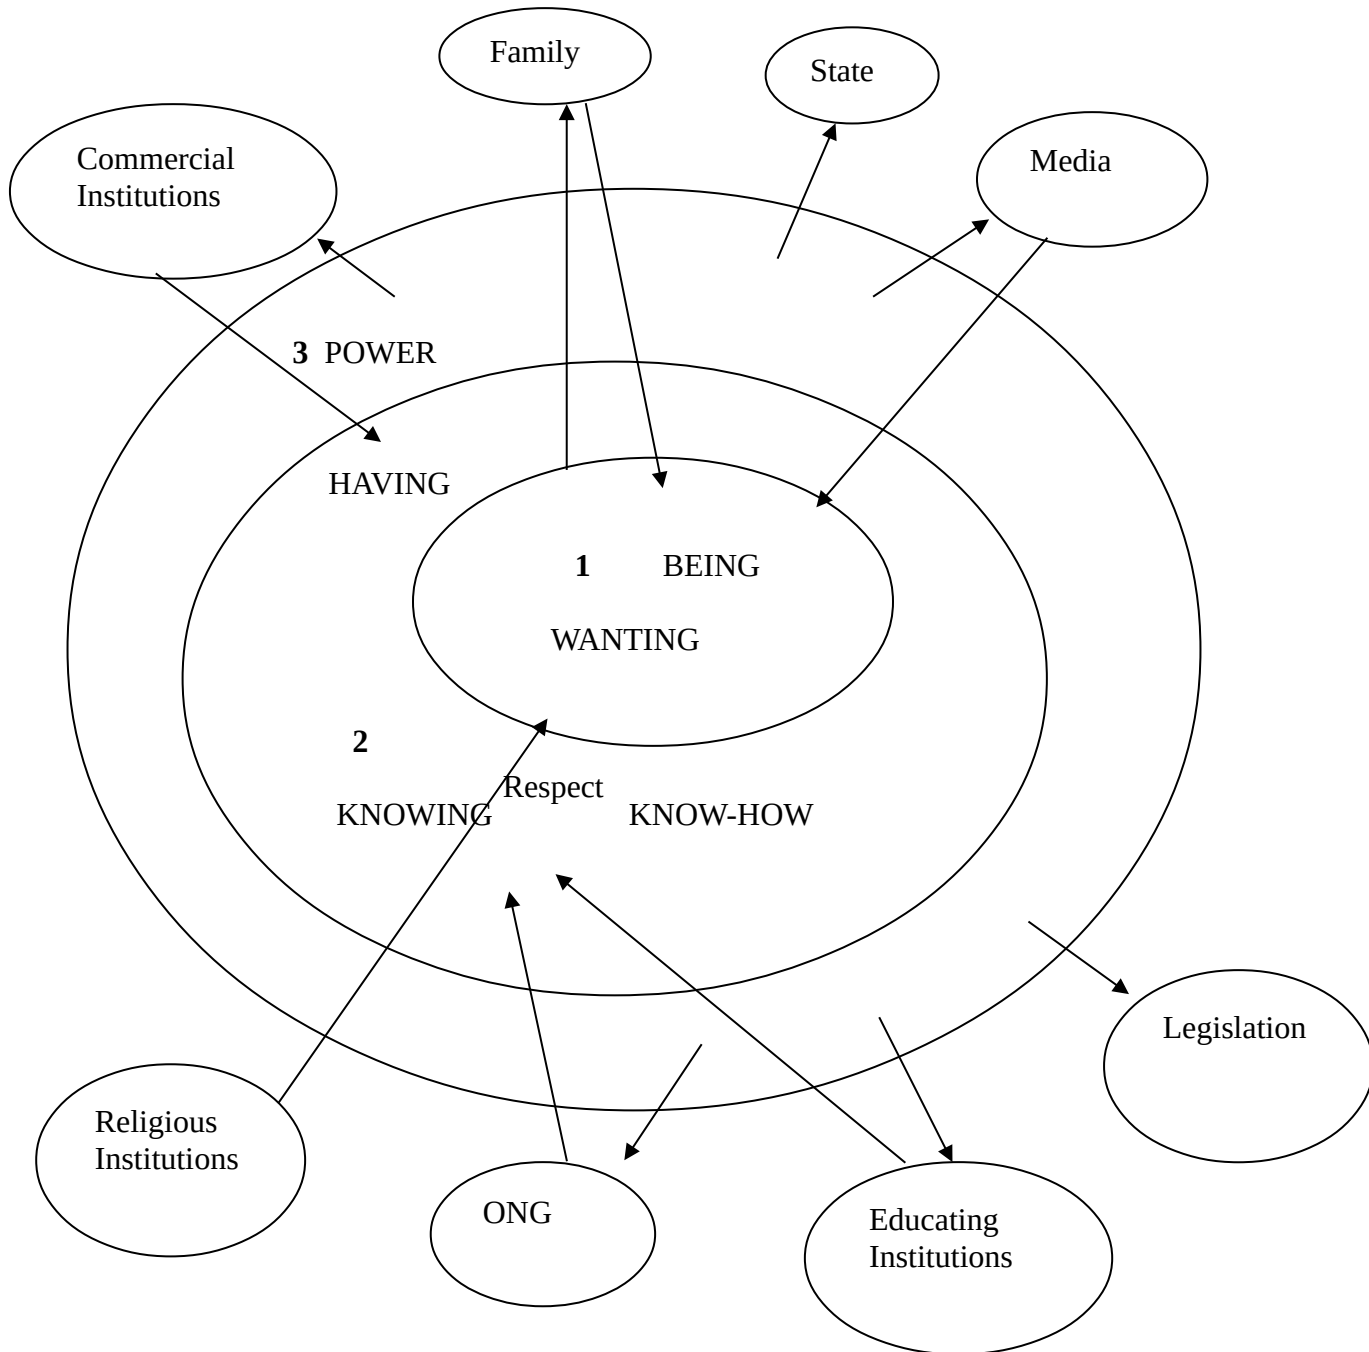 Family
State
Commercial
Institutions
Media
3 POWER
HAVING
1 BEING
WANTING
2
Respect
KNOWING
KNOW-HOW
Legislation
Religious
Institutions
ONG
Educating
Institutions